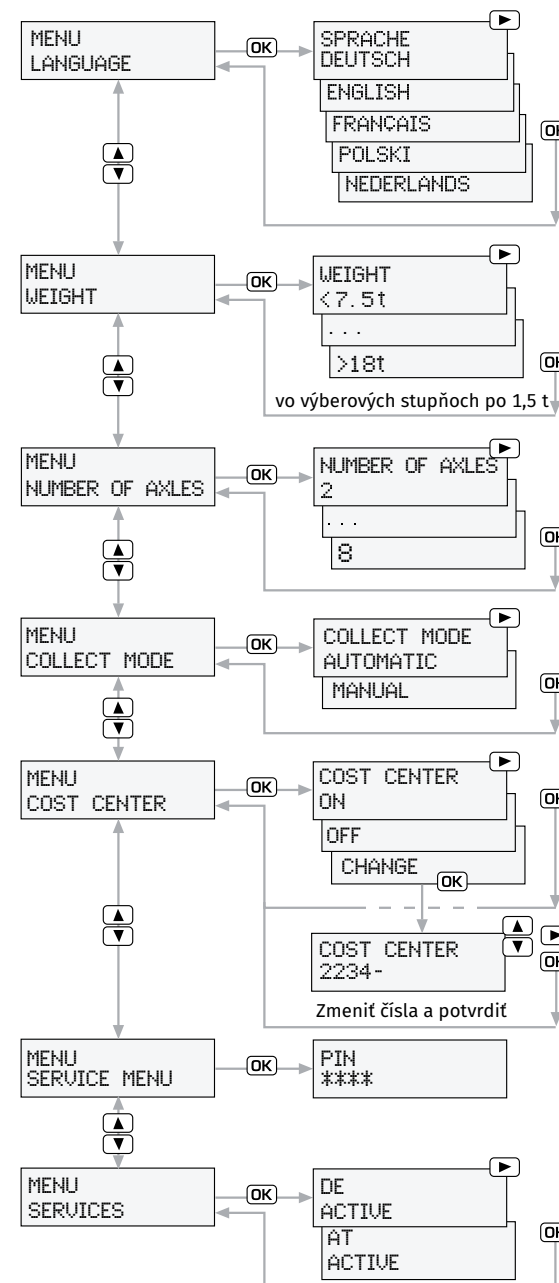 MENU
LANGUAGE
OK
SPRACHE
DEUTSCH
ENGLISH
FRANÇAIS
POLSKI
NEDERLANDS
OK
MENU
WEIGHT
OK
WEIGHT
<7.5t
...
>18t
OK
vo výberových stupňoch po 1,5 t
MENU
NUMBER OF AXLES
OK
NUMBER OF AXLES
2
...
8
OK
MENU
COLLECT MODE
OK
COLLECT MODE
AUTOMATIC
MANUAL
OK
MENU
COST CENTER
OK
COST CENTER
ON
OFF
CHANGE
OK
OK
COST CENTER
2234-
OK
Zmeniť čísla a potvrdiť
MENU
SERVICE MENU
OK
PIN
****
MENU
SERVICES
OK
DE
ACTIVE
AT
ACTIVE
OK